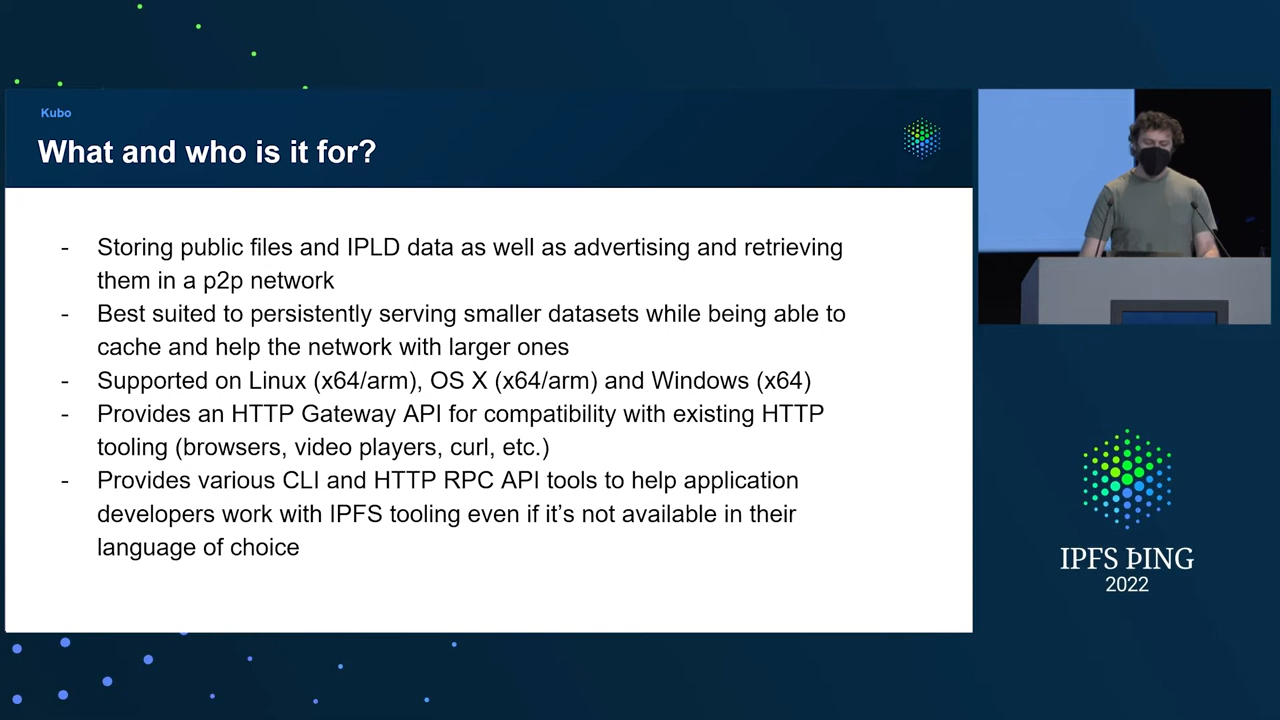 Kubo
What and who is it for?
- Storing public files and IPLD data as well as advertising and retrieving
them in a p2p network
- Best suited to persistently serving smaller datasets while being able to
cache and help the network with larger ones
- Supported on Linux (x64/arm), OS X (x64/arm) and Windows (x64)
- Provides an HTTP Gateway API for compatibility with existing HTTP
tooling (browsers, video players, curl, etc.)
- Provides various CLI and HTTP RPC API tools to help application
developers work with IPFS tooling even if it’s not available in their
language of choice
IPFS ÞING
2022